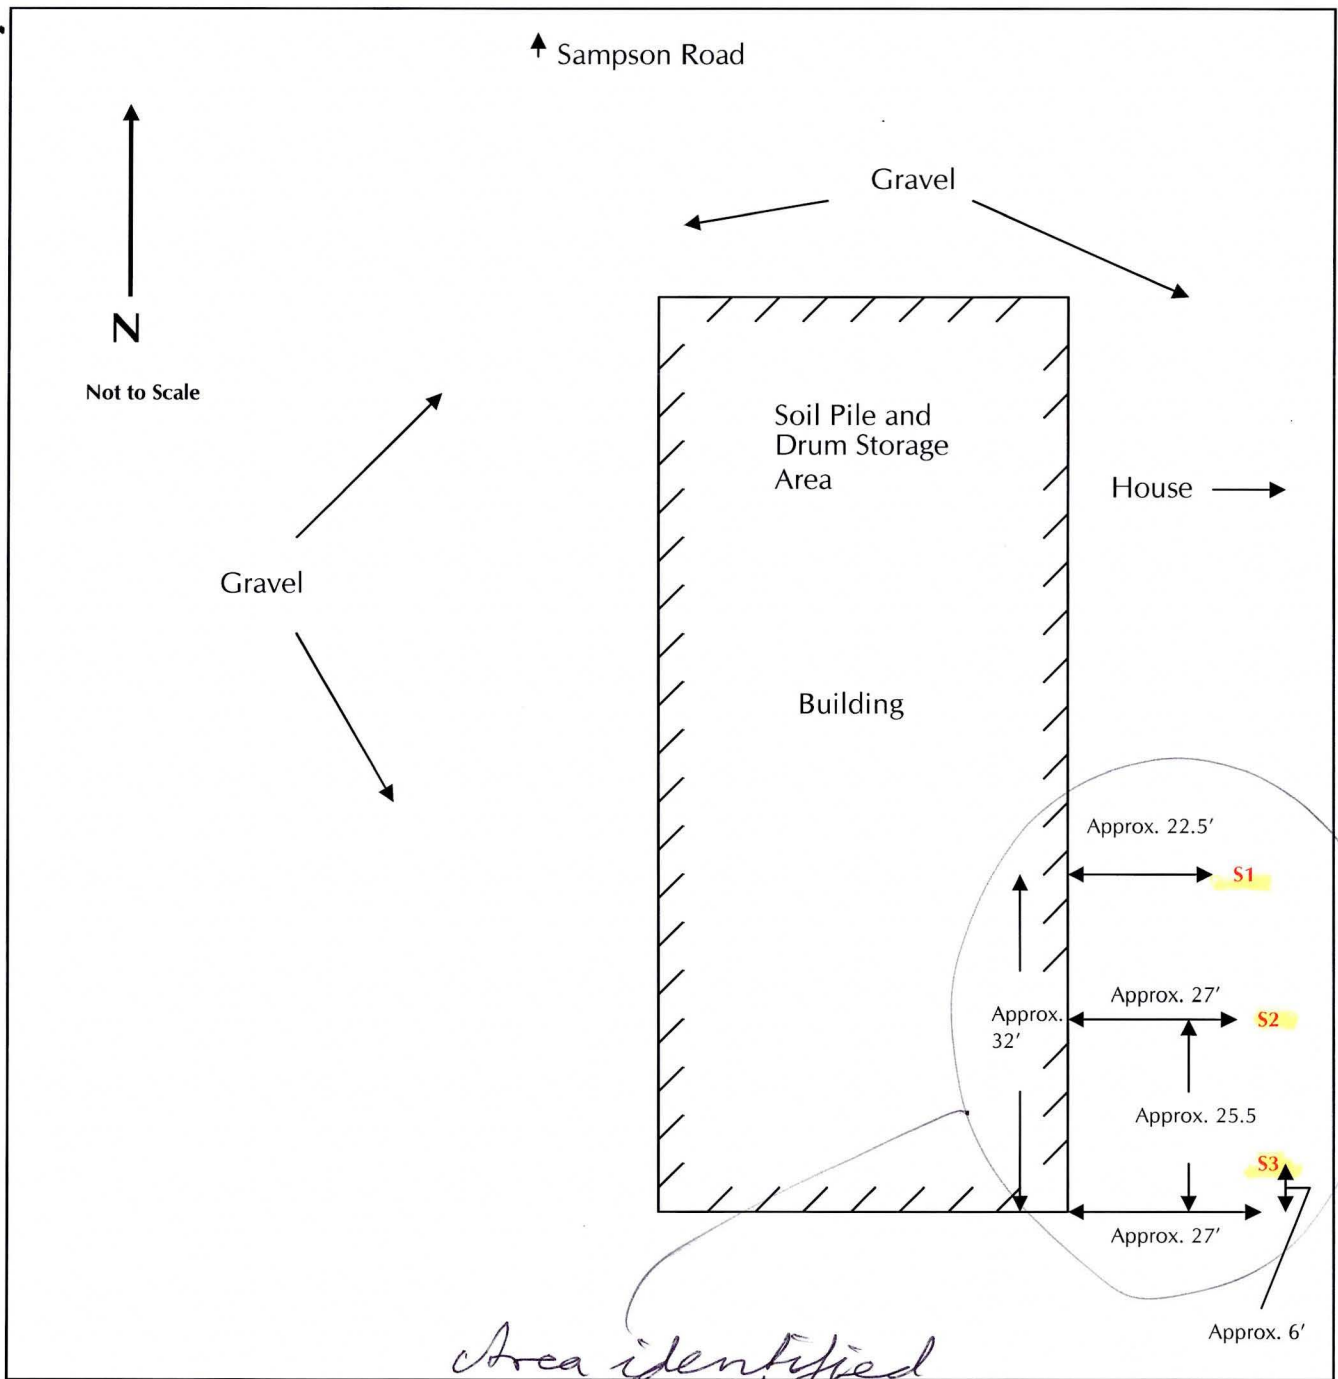 Sampson Road
Gravel
N
Not to Scale
Soil Pile and
Drum Storage
Area
House
Gravel
Building
Approx. 22.5′
S1
Approx. 27′
S2
Approx.
32′
Approx. 25.5
S3
Approx. 27′
Approx. 6′
Area identified